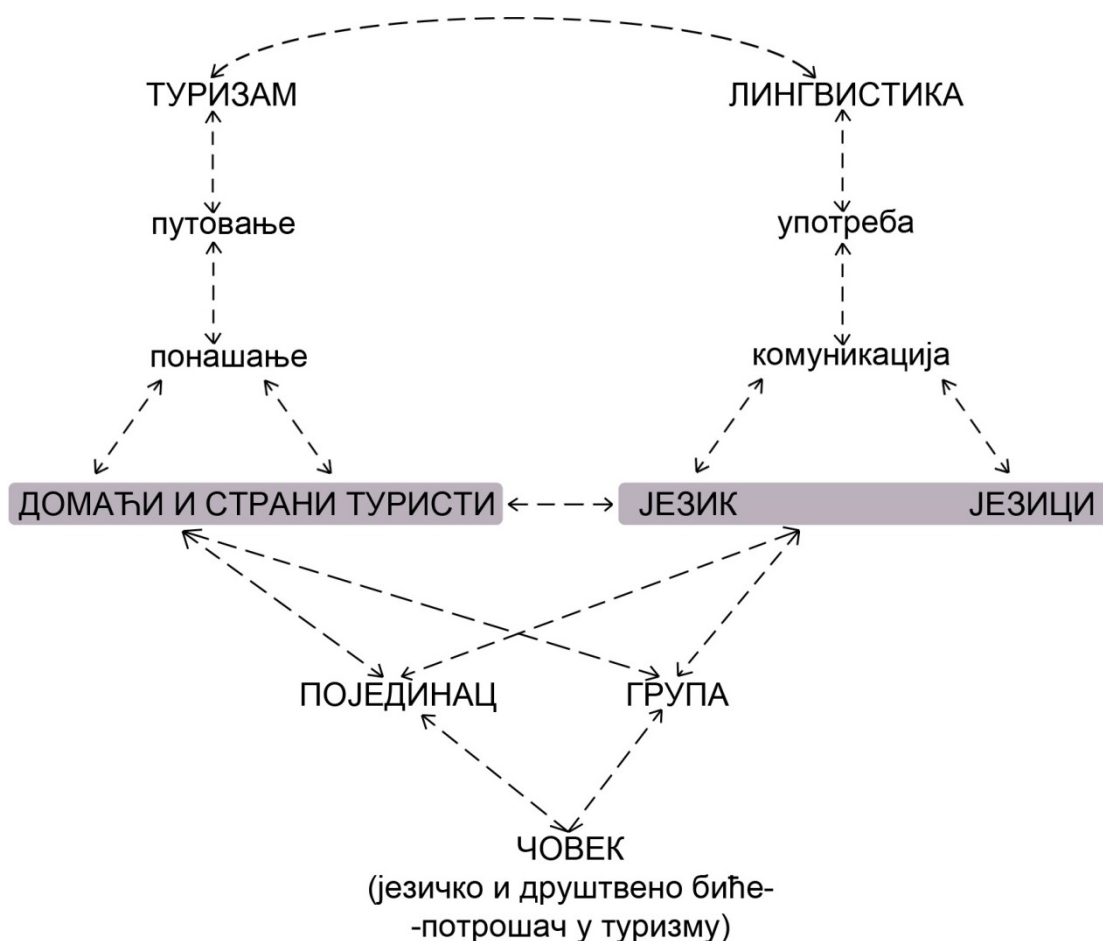 ТУРИЗАМ ЛИНГВИСТИКА
путовање употреба
понашање комуникација
ДОМАЋИ И СТРАНИ ТУРИСТИ ЈЕЗИК ЈЕЗИЦИ
ПОЈЕДИНАЦ ГРУПА
ЧОВЕК
(језичко и друштвено биће-
-потрошач у туризму)